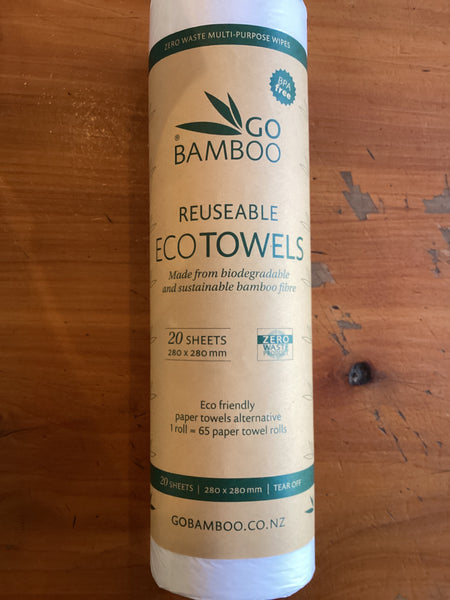 ZERO WASTE MULTI-PURPOSE WIPES
BPA
free
GO
® BAMBOO
REUSEABLE
ECOTOWELS
Made from biodegradable
and sustainable bamboo fibre
20 SHEETS
280 x 280 mm
ZERO
WASTE
PRODUCT
Eco friendly
paper towels alternative
1 roll = 65 paper towel rolls
20 SHEETS | 280 x 280 mm | TEAR OFF
GOBAMBOO.CO.NZ